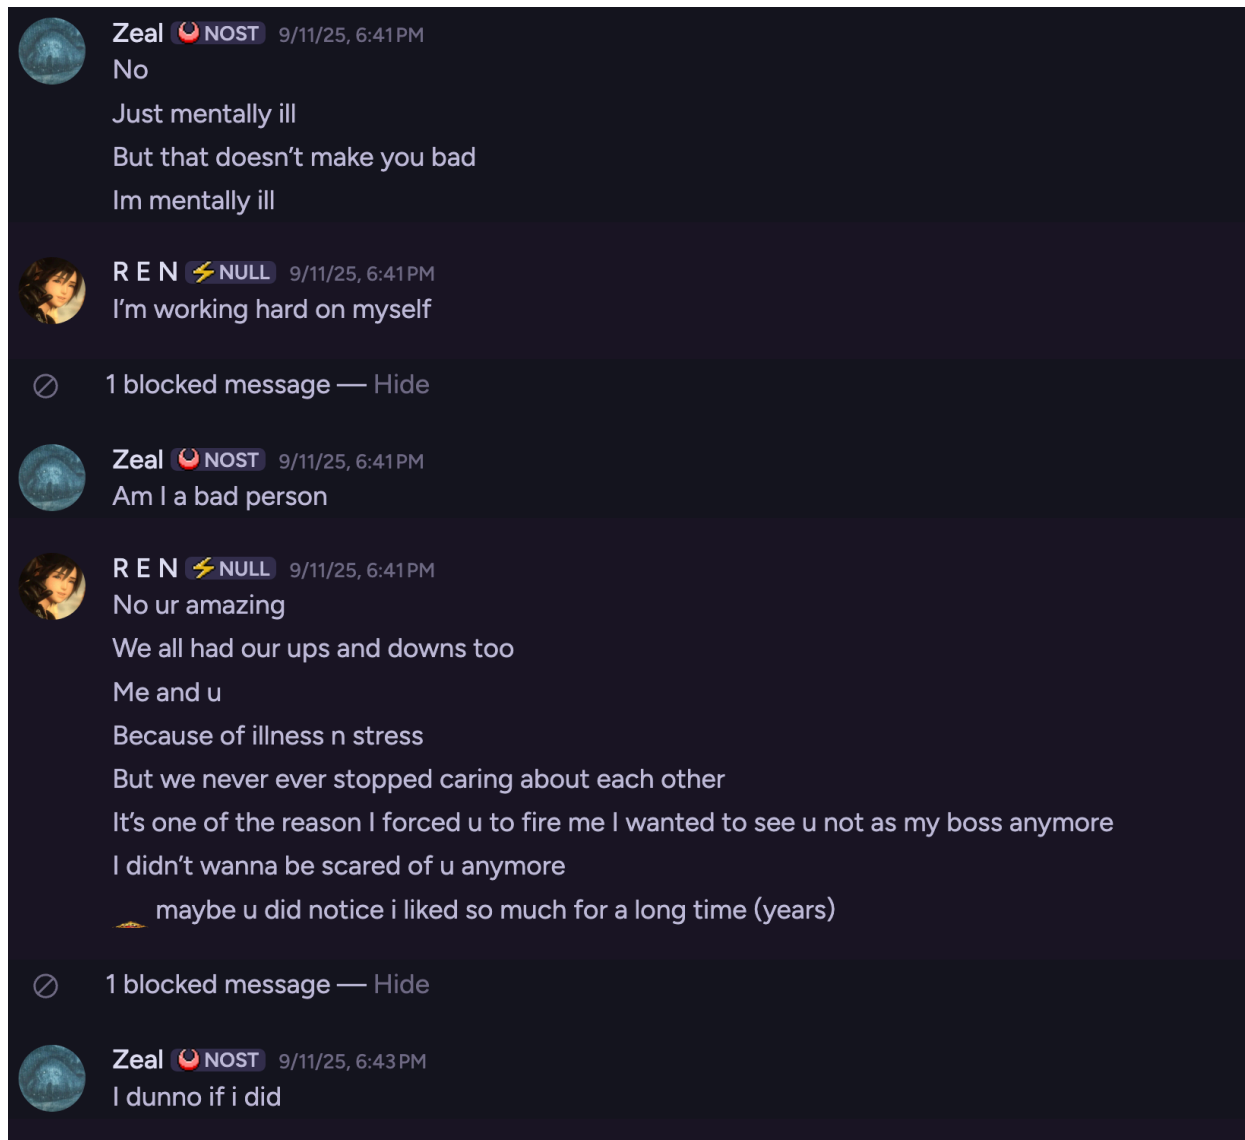 Zeal NOST 9/11/25, 6:41 PM
No
Just mentally ill
But that doesn’t make you bad
Im mentally ill
R E N NULL 9/11/25, 6:41 PM
I’m working hard on myself
1 blocked message — Hide
Zeal NOST 9/11/25, 6:41 PM
Am I a bad person
R E N NULL 9/11/25, 6:41 PM
No ur amazing
We all had our ups and downs too
Me and u
Because of illness n stress
But we never ever stopped caring about each other
It’s one of the reason I forced u to fire me I wanted to see u not as my boss anymore
I didn’t wanna be scared of u anymore
maybe u did notice i liked so much for a long time (years)
1 blocked message — Hide
Zeal NOST 9/11/25, 6:43 PM
I dunno if i did